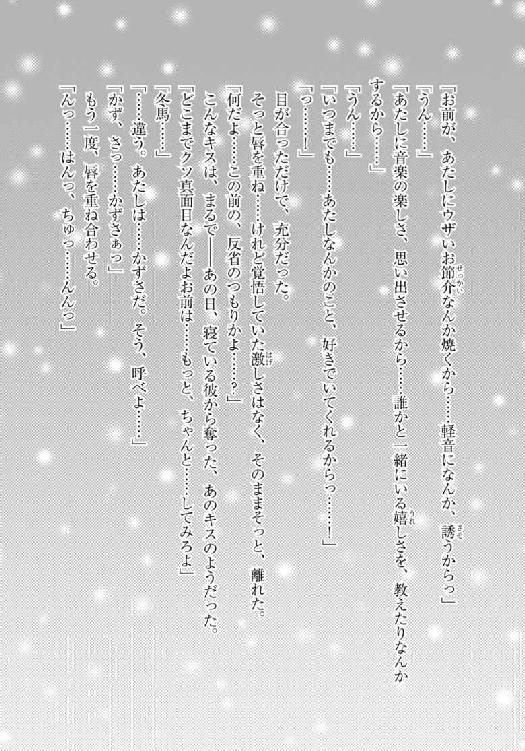 「お前が、あたしにウザいお節介なんか焼くから……軽音になんか、誘うからっ」
「うん……」
「あたしに音楽の楽しさ、思い出させるから……誰かと一緒にいる嬉しさを、教えたりなんか
するから……」
「うん……」
「いつまでも……あたしなんかのこと、好きでいてくれるからっ……！」
「っ……ー」
目が合っただけで、充分だった。
そっと唇を重ね……けれど覚悟していた激しさはなく、そのままそっと、離れた。
「何だよ……この前の、反省のつもりかよ……？」
こんなキスは、まるで――あの日、寝ている彼から奪った、あのキスのようだった。
「どこまでクソ真面目なんだよお前は……もっと、ちゃんと……してみろよ」
「冬馬……」
「……違う。あたしは……かずさだ。そう、呼べよ……」
「かず、さっ……かずさぁっ」
もう一度、唇を重ね合わせる。
「んっ……はんっ、ちゅっ……んんっ」